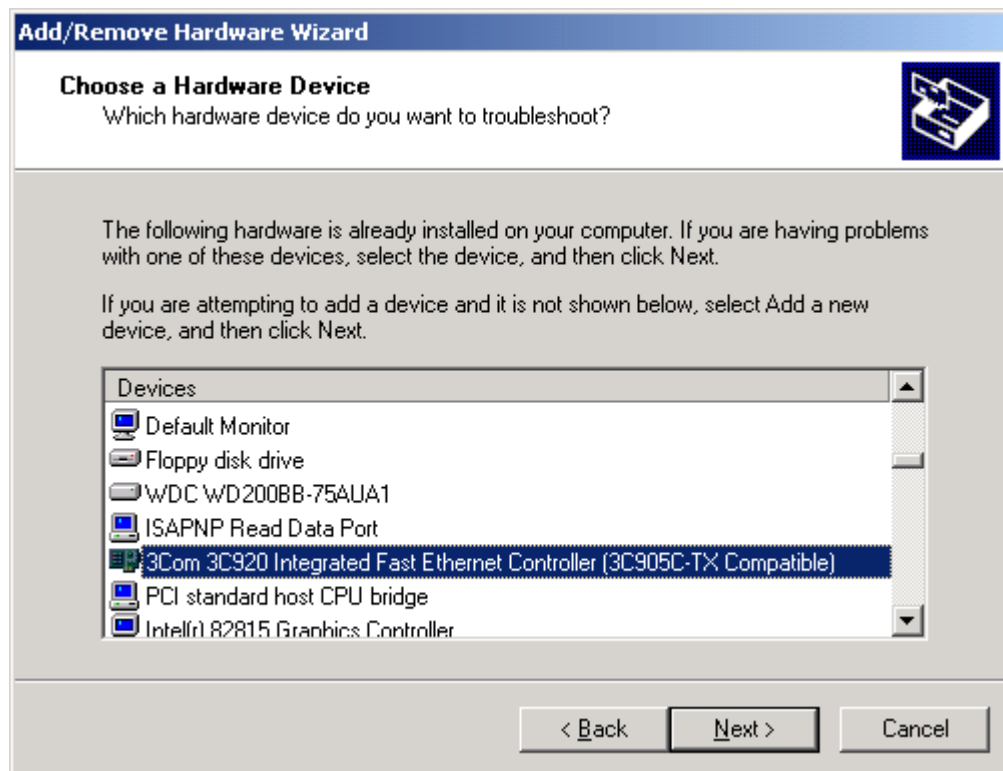 Add/Remove Hardware Wizard
Choose a Hardware Device
Which hardware device do you want to troubleshoot?
The following hardware is already installed on your computer. If you are having problems
with one of these devices, select the device, and then click Next.
If you are attempting to add a device and it is not shown below, select Add a new
device, and then click Next.
Devices
Default Monitor
Floppy disk drive
WDC WD200BB-75AUA1
ISAPNP Read Data Port
3Com 3C920 Integrated Fast Ethernet Controller (3C905C-TX Compatible)
PCI standard host CPU bridge
Intel(r) 82815 Graphics Controller
< Back
Next >
Cancel